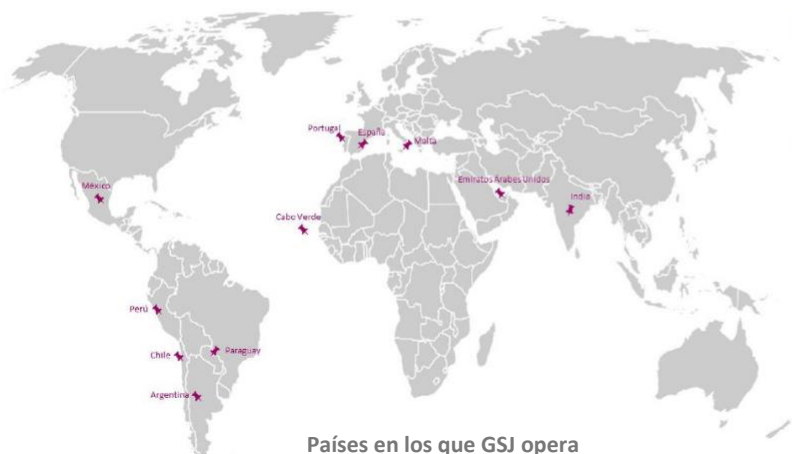 Portugal
España
Malta
México
Emiratos Árabes Unidos
India
Cabo Verde
Perú
Chile
Paraguay
Argentina
Países en los que GSJ opera